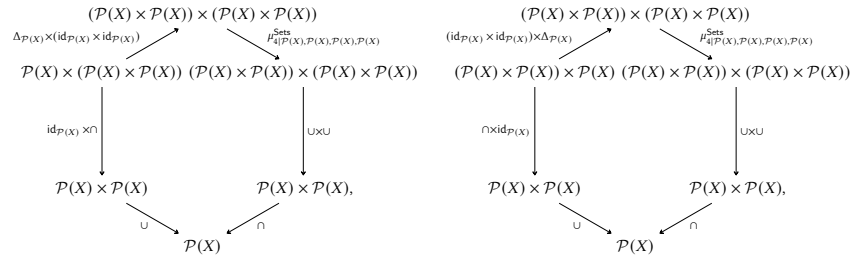 (𝒫(X) × 𝒫(X)) × (𝒫(X) × 𝒫(X)) (𝒫(X) × 𝒫(X)) × (𝒫(X) × 𝒫(X))
Δ_{𝒫(X)}×(id_{𝒫(X)} × id_{𝒫(X)}) μ^{Sets}_{4|𝒫(X),𝒫(X),𝒫(X),𝒫(X)} (id_{𝒫(X)} × id_{𝒫(X)})×Δ_{𝒫(X)} μ^{Sets}_{4|𝒫(X),𝒫(X),𝒫(X),𝒫(X)}
𝒫(X) × (𝒫(X) × 𝒫(X)) (𝒫(X) × 𝒫(X)) × (𝒫(X) × 𝒫(X)) (𝒫(X) × 𝒫(X)) × 𝒫(X) (𝒫(X) × 𝒫(X)) × (𝒫(X) × 𝒫(X))
id_{𝒫(X)} ×∩ ∪×∪ ∩×id_{𝒫(X)} ∪×∪
𝒫(X) × 𝒫(X) 𝒫(X) × 𝒫(X), 𝒫(X) × 𝒫(X) 𝒫(X) × 𝒫(X),
∪ ∩ ∪ ∩
𝒫(X) 𝒫(X)